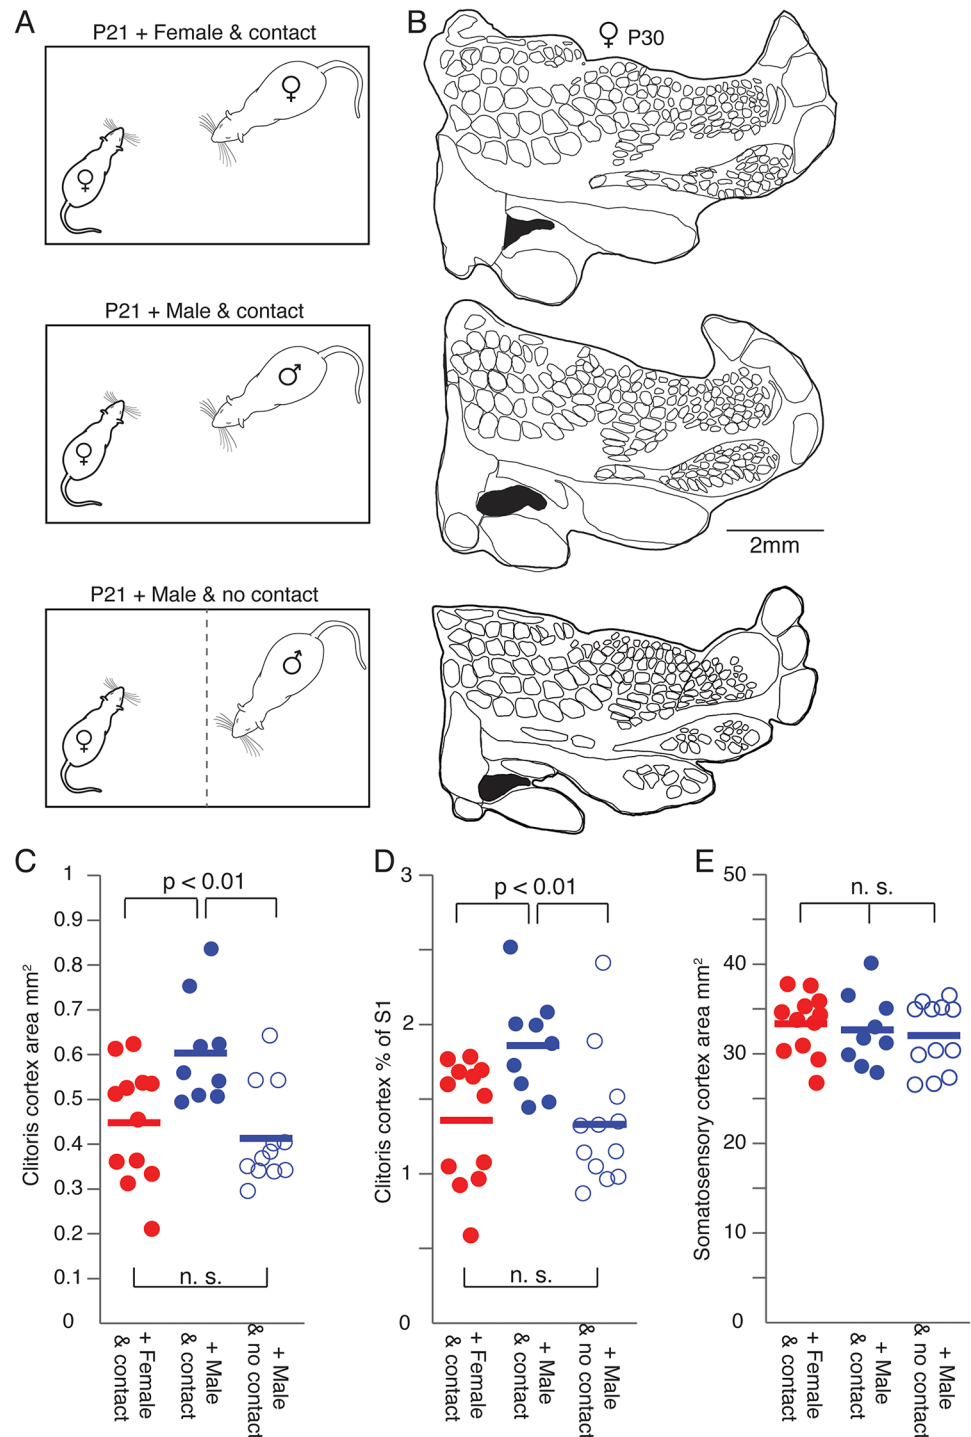 A
P21 + Female & contact
♀
♀
P21 + Male & contact
♂
♀
P21 + Male & no contact
♂
♀
B
♀ P30
2mm
C
Clitoris cortex area mm²
1
0.9
0.8
0.7
0.6
0.5
0.4
0.3
0.2
0.1
0
p < 0.01
n. s.
+ Female
& contact
+ Male
& contact
+ Male
& no contact
D
Clitoris cortex % of S1
3
2
1
0
p < 0.01
n. s.
+ Female
& contact
+ Male
& contact
+ Male
& no contact
E
Somatosensory cortex area mm²
50
40
30
20
10
0
n. s.
+ Female
& contact
+ Male
& contact
+ Male
& no contact